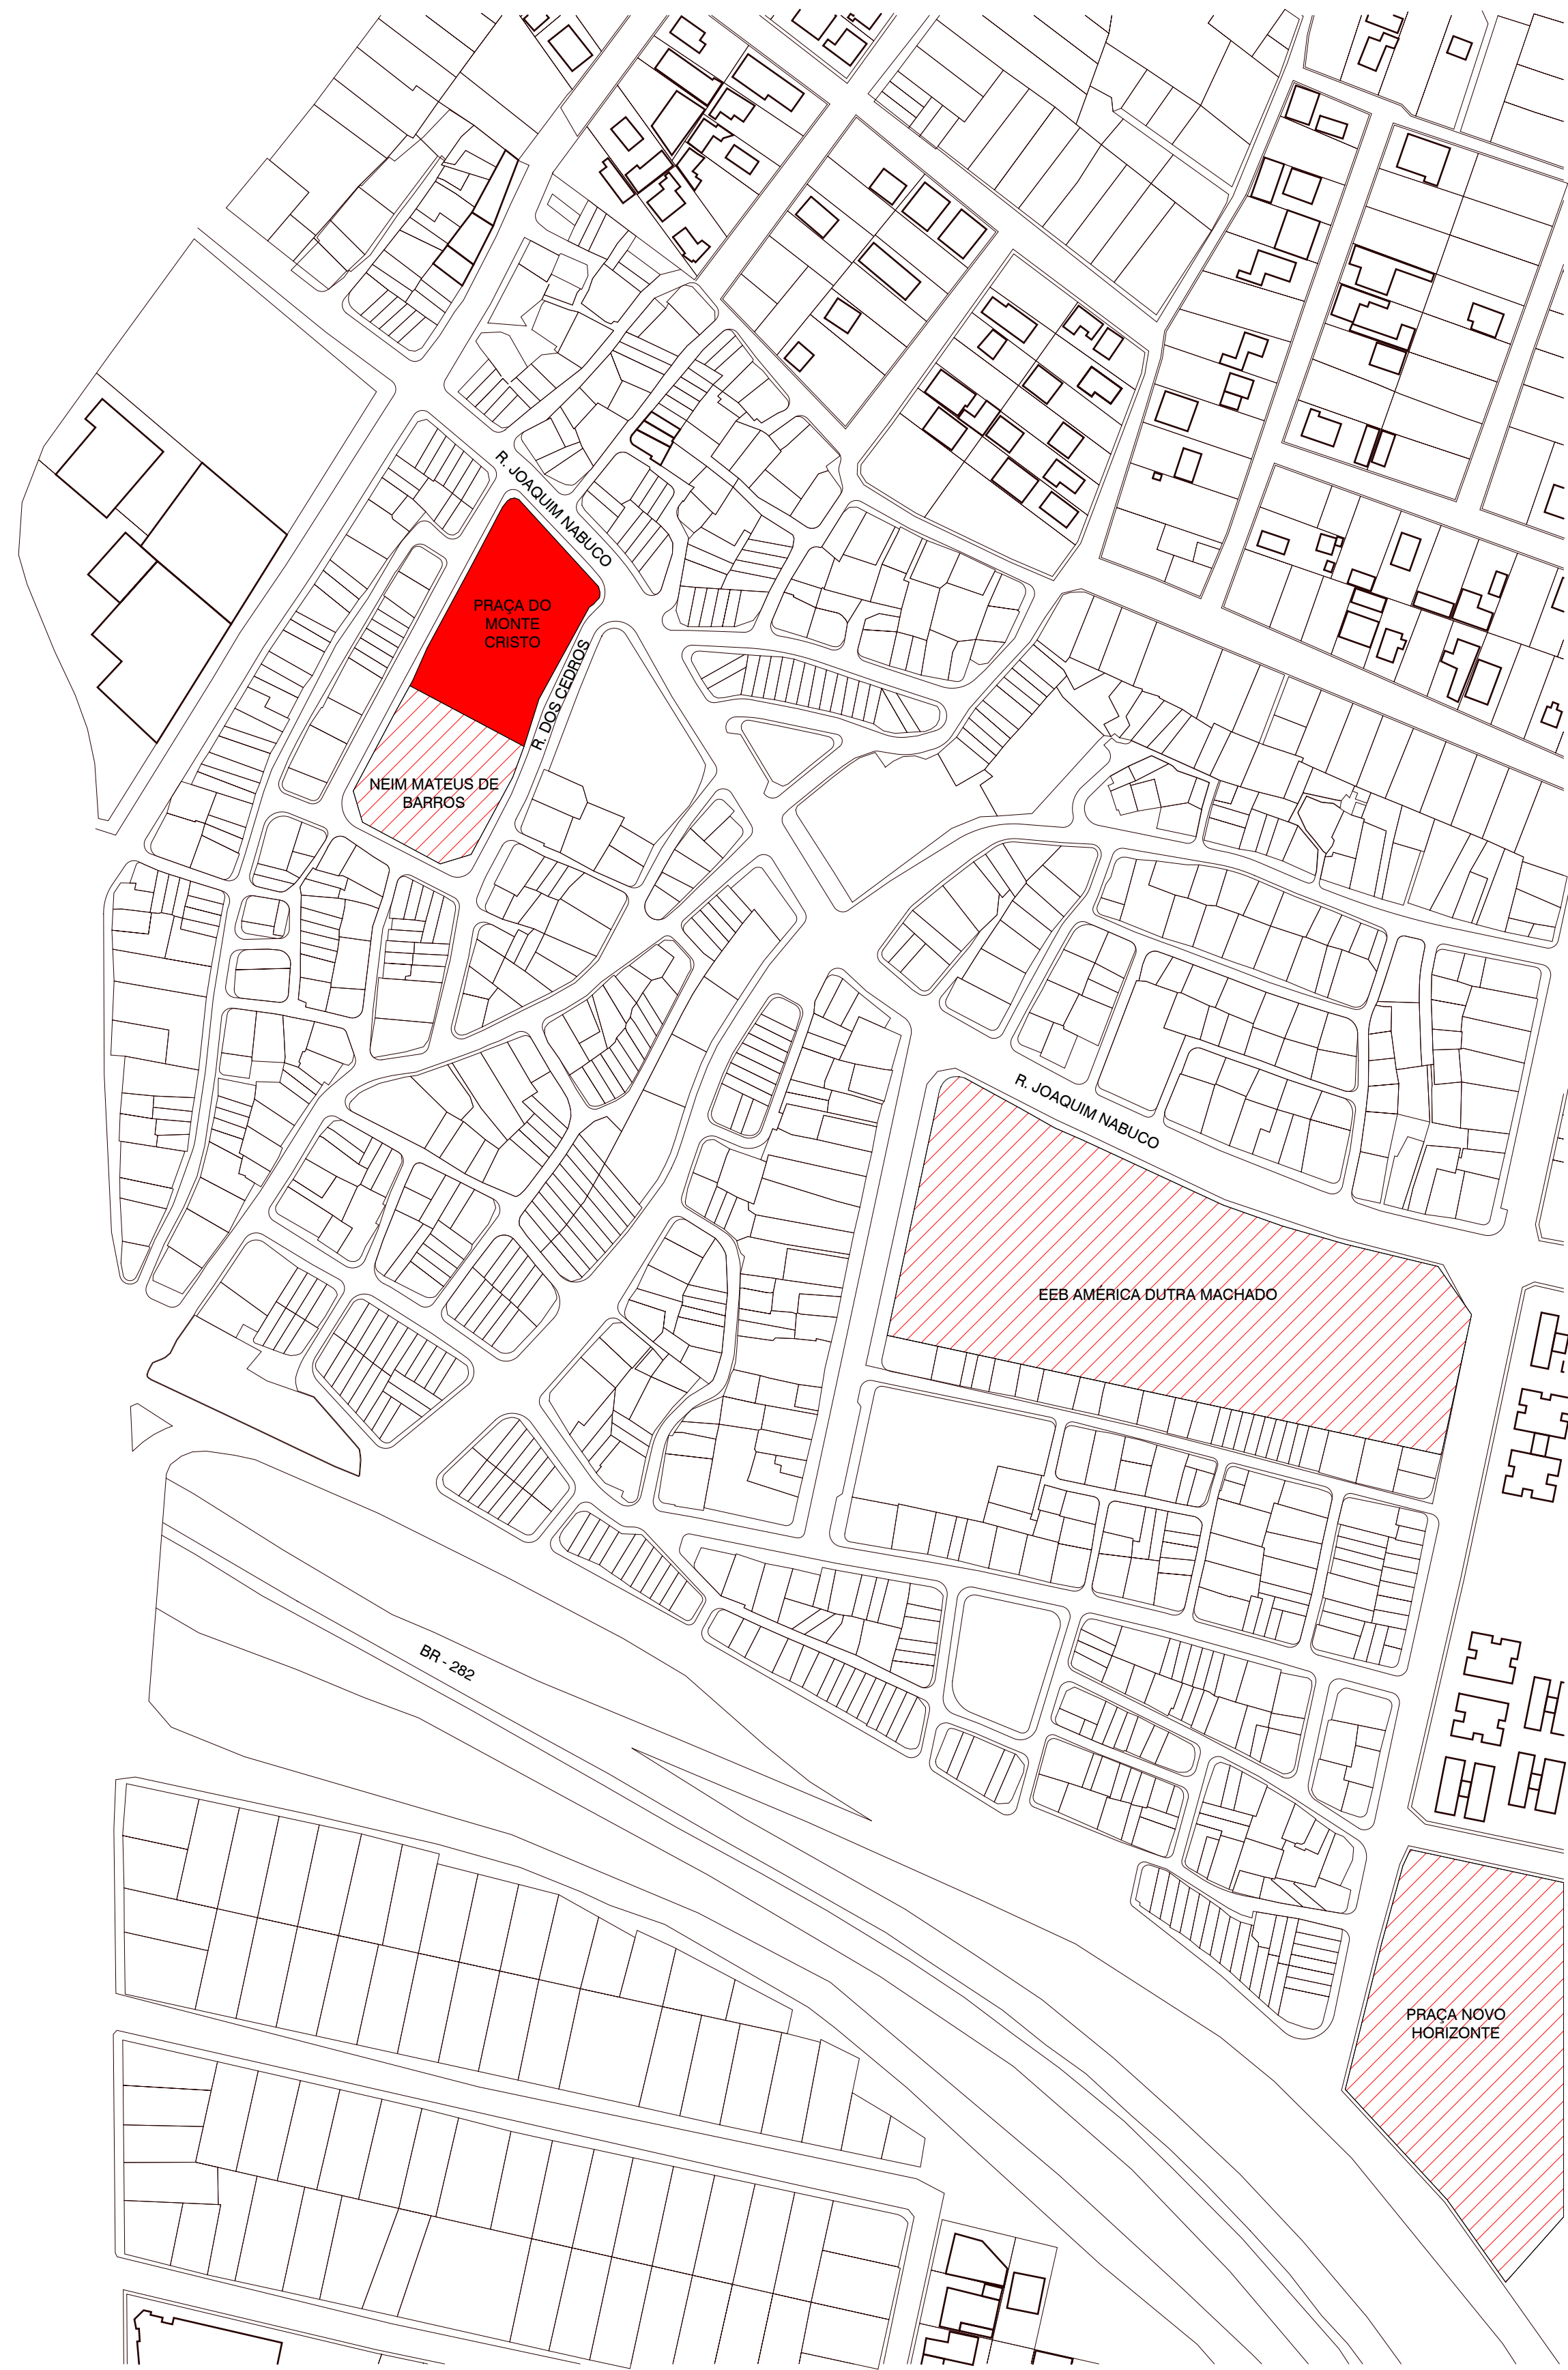 R. JOAQUIM NABUCO
PRAÇA DO
MONTE
CRISTO
R. DOS CEDROS
NEIM MATEUS DE
BARROS
R. JOAQUIM NABUCO
EEB AMÉRICA DUTRA MACHADO
BR - 282
PRAÇA NOVO
HORIZONTE